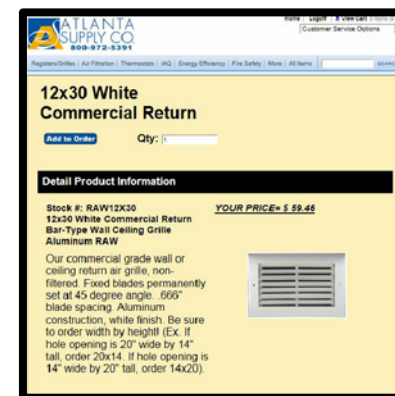 ATLANTA
SUPPLY CO.
800-972-5391
Home | Logoff | View Cart
Customer Service Options
Registers/Grilles | Air Filtration | Thermostats | IAQ | Energy Efficiency | Fire Safety | More | All Items
12x30 White
Commercial Return
Add to Order
Qty:
Detail Product Information
Stock #: RAW12X30
12x30 White Commercial Return
Bar-Type Wall Ceiling Grille
Aluminum RAW
YOUR PRICE= $ 59.46
Our commercial grade wall or
ceiling return air grille, non-
filtered. Fixed blades permanently
set at 45 degree angle. .666"
blade spacing. Aluminum
construction, white finish. Be sure
to order width by height! (Ex. If
hole opening is 20" wide by 14"
tall, order 20x14. If hole opening is
14" wide by 20" tall, order 14x20).